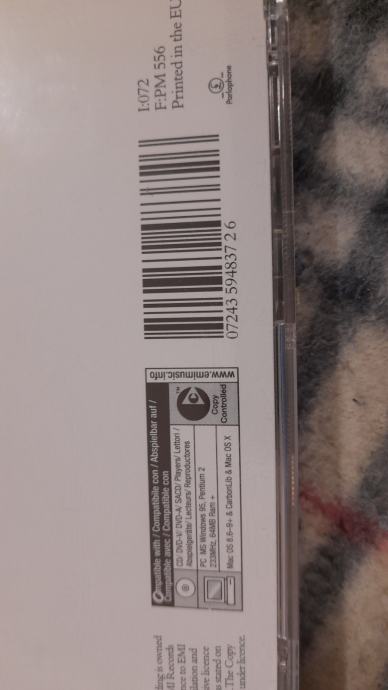 I:072
F:PM 556
Printed in the EU
Parlophone
07243 594837 2 6
www.emimusic.info
Compatible with / Compatibile con / Abspielbar auf /
Compatible avec / Compatible con
Copy
Controlled
CD/ DVD-V/ DVD-A/ SACD/ Players/ Lettori /
Abspielgeräte/ Lecteurs/ Reproductores
PC MS Windows 95, Pentium 2
233MHz, 64MB Ram +
Mac OS 8.6-9+ & CarbonLib & Mac OS X
is owned
Records
to EMI
and
licence
stated on
The Copy
under licence.